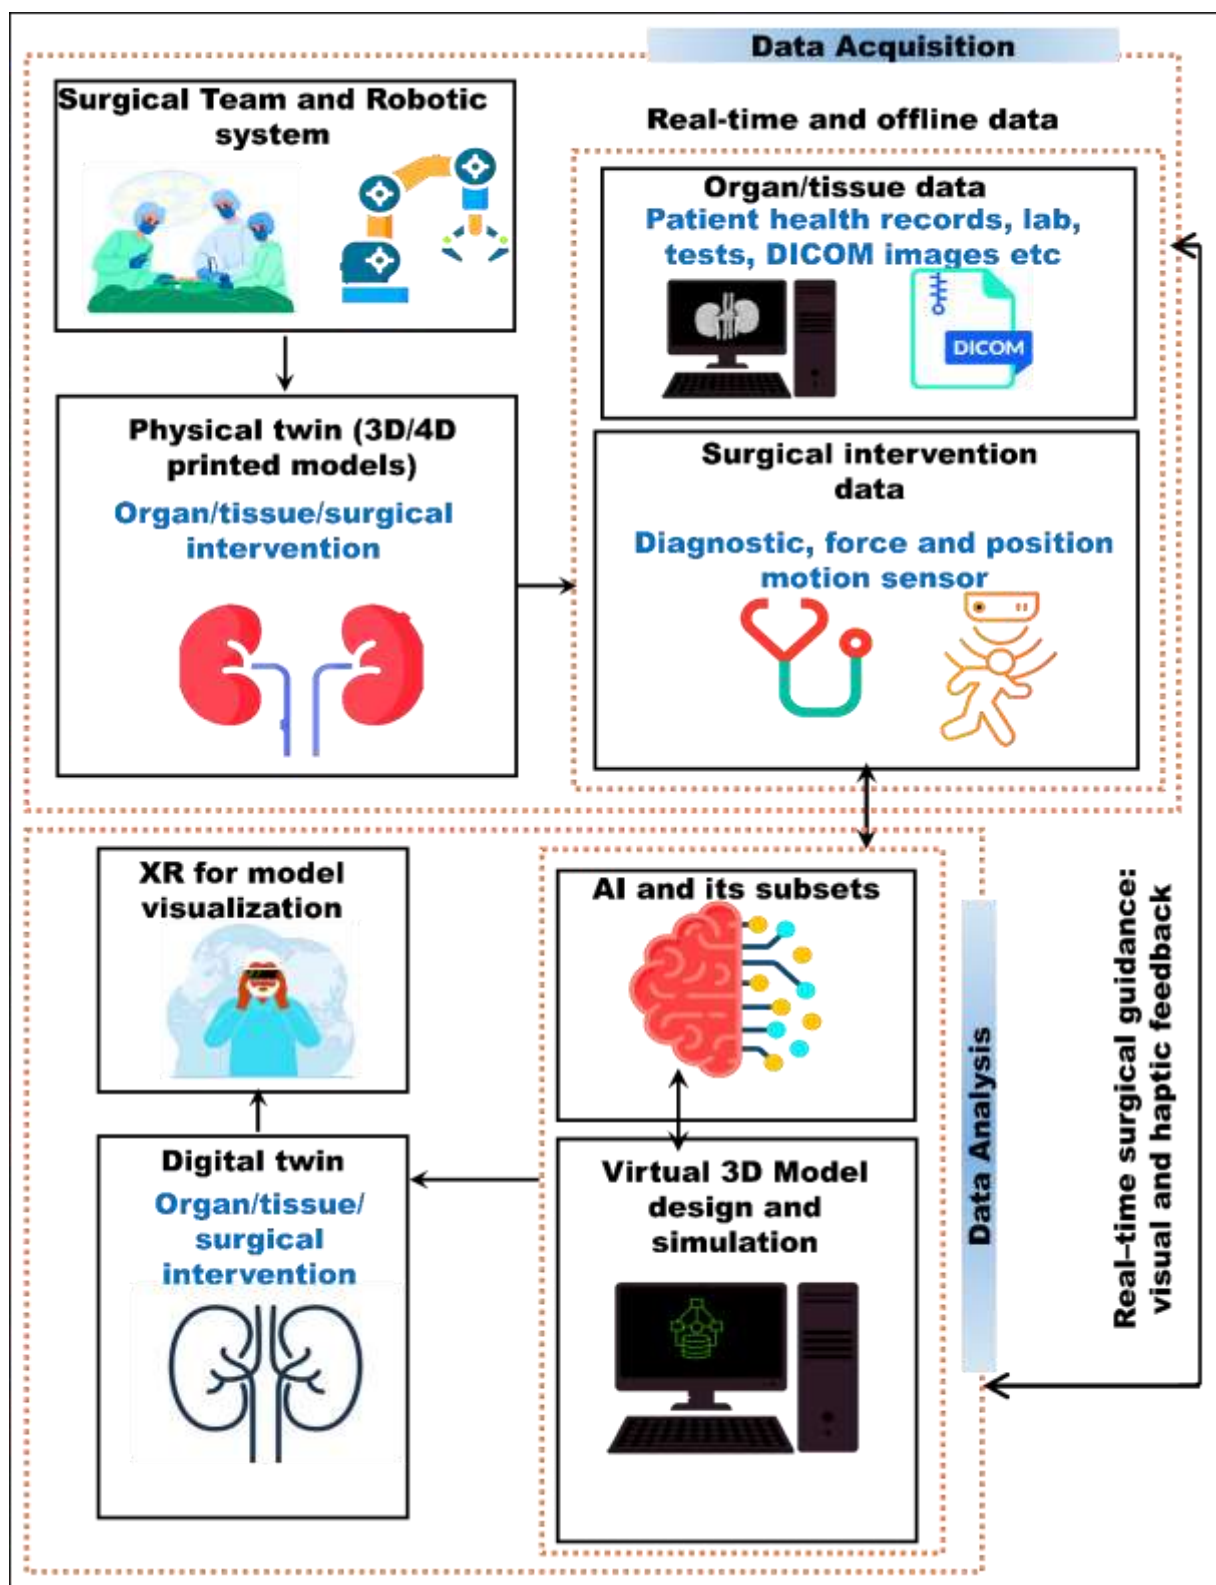 Data Acquisition
Surgical Team and Robotic
system
Real-time and offline data
Organ/tissue data
Patient health records, lab,
tests, DICOM images etc
DICOM
Physical twin (3D/4D
printed models)
Organ/tissue/surgical
intervention
Surgical intervention
data
Diagnostic, force and position
motion sensor
XR for model
visualization
AI and its subsets
Digital twin
Organ/tissue/
surgical
intervention
Virtual 3D Model
design and
simulation
Data Analysis
Real-time surgical guidance:
visual and haptic feedback